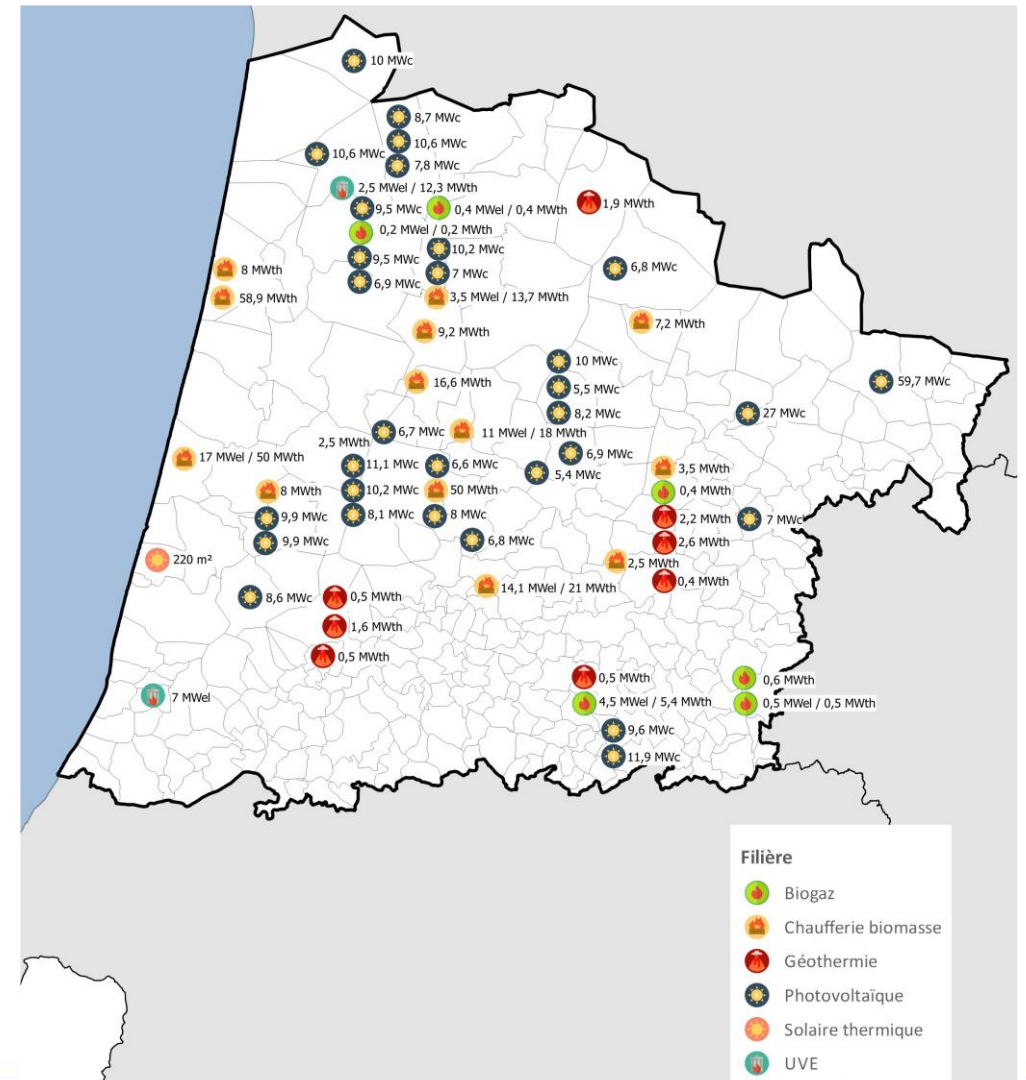 10 MWc
8,7 MWc
10,6 MWc
10,6 MWc
7,8 MWc
2,5 MWel / 12,3 MWth
1,9 MWth
9,5 MWc
0,4 MWel / 0,4 MWth
0,2 MWel / 0,2 MWth
10,2 MWc
9,5 MWc
6,8 MWc
8 MWth
7 MWc
6,9 MWc
58,9 MWth
3,5 MWel / 13,7 MWth
7,2 MWth
9,2 MWth
10 MWc
16,6 MWth
59,7 MWc
5,5 MWc
8,2 MWc
27 MWc
6,7 MWc
11 MWel / 18 MWth
2,5 MWth
6,9 MWc
17 MWel / 50 MWth
11,1 MWc
6,6 MWc
5,4 MWc
3,5 MWth
8 MWth
10,2 MWc
50 MWth
0,4 MWth
9,9 MWc
8,1 MWc
8 MWc
2,2 MWth
7 MWc
9,9 MWc
6,8 MWc
2,6 MWth
220 m²
2,5 MWth
0,4 MWth
14,1 MWel / 21 MWth
8,6 MWc
0,5 MWth
1,6 MWth
0,5 MWth
0,5 MWth
0,6 MWth
7 MWel
4,5 MWel / 5,4 MWth
0,5 MWel / 0,5 MWth
9,6 MWc
11,9 MWc
Filière
Biogaz
Chaufferie biomasse
Géothermie
Photovoltaïque
Solaire thermique
UVE